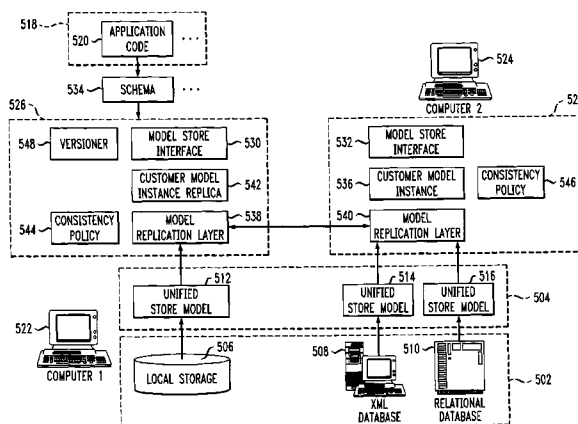 518
520
APPLICATION
CODE
...
534
SCHEMA
...
524
COMPUTER 2
526
52
548
VERSIONER
MODEL STORE
INTERFACE
530
532
MODEL STORE
INTERFACE
CUSTOMER MODEL
INSTANCE REPLICA
542
536
CUSTOMER MODEL
INSTANCE
CONSISTENCY
POLICY
546
544
CONSISTENCY
POLICY
MODEL
REPLICATION LAYER
538
540
MODEL
REPLICATION LAYER
512
UNIFIED
STORE MODEL
514
UNIFIED
STORE MODEL
516
UNIFIED
STORE MODEL
504
522
COMPUTER 1
506
LOCAL STORAGE
508
XML
DATABASE
510
RELATIONAL
DATABASE
502